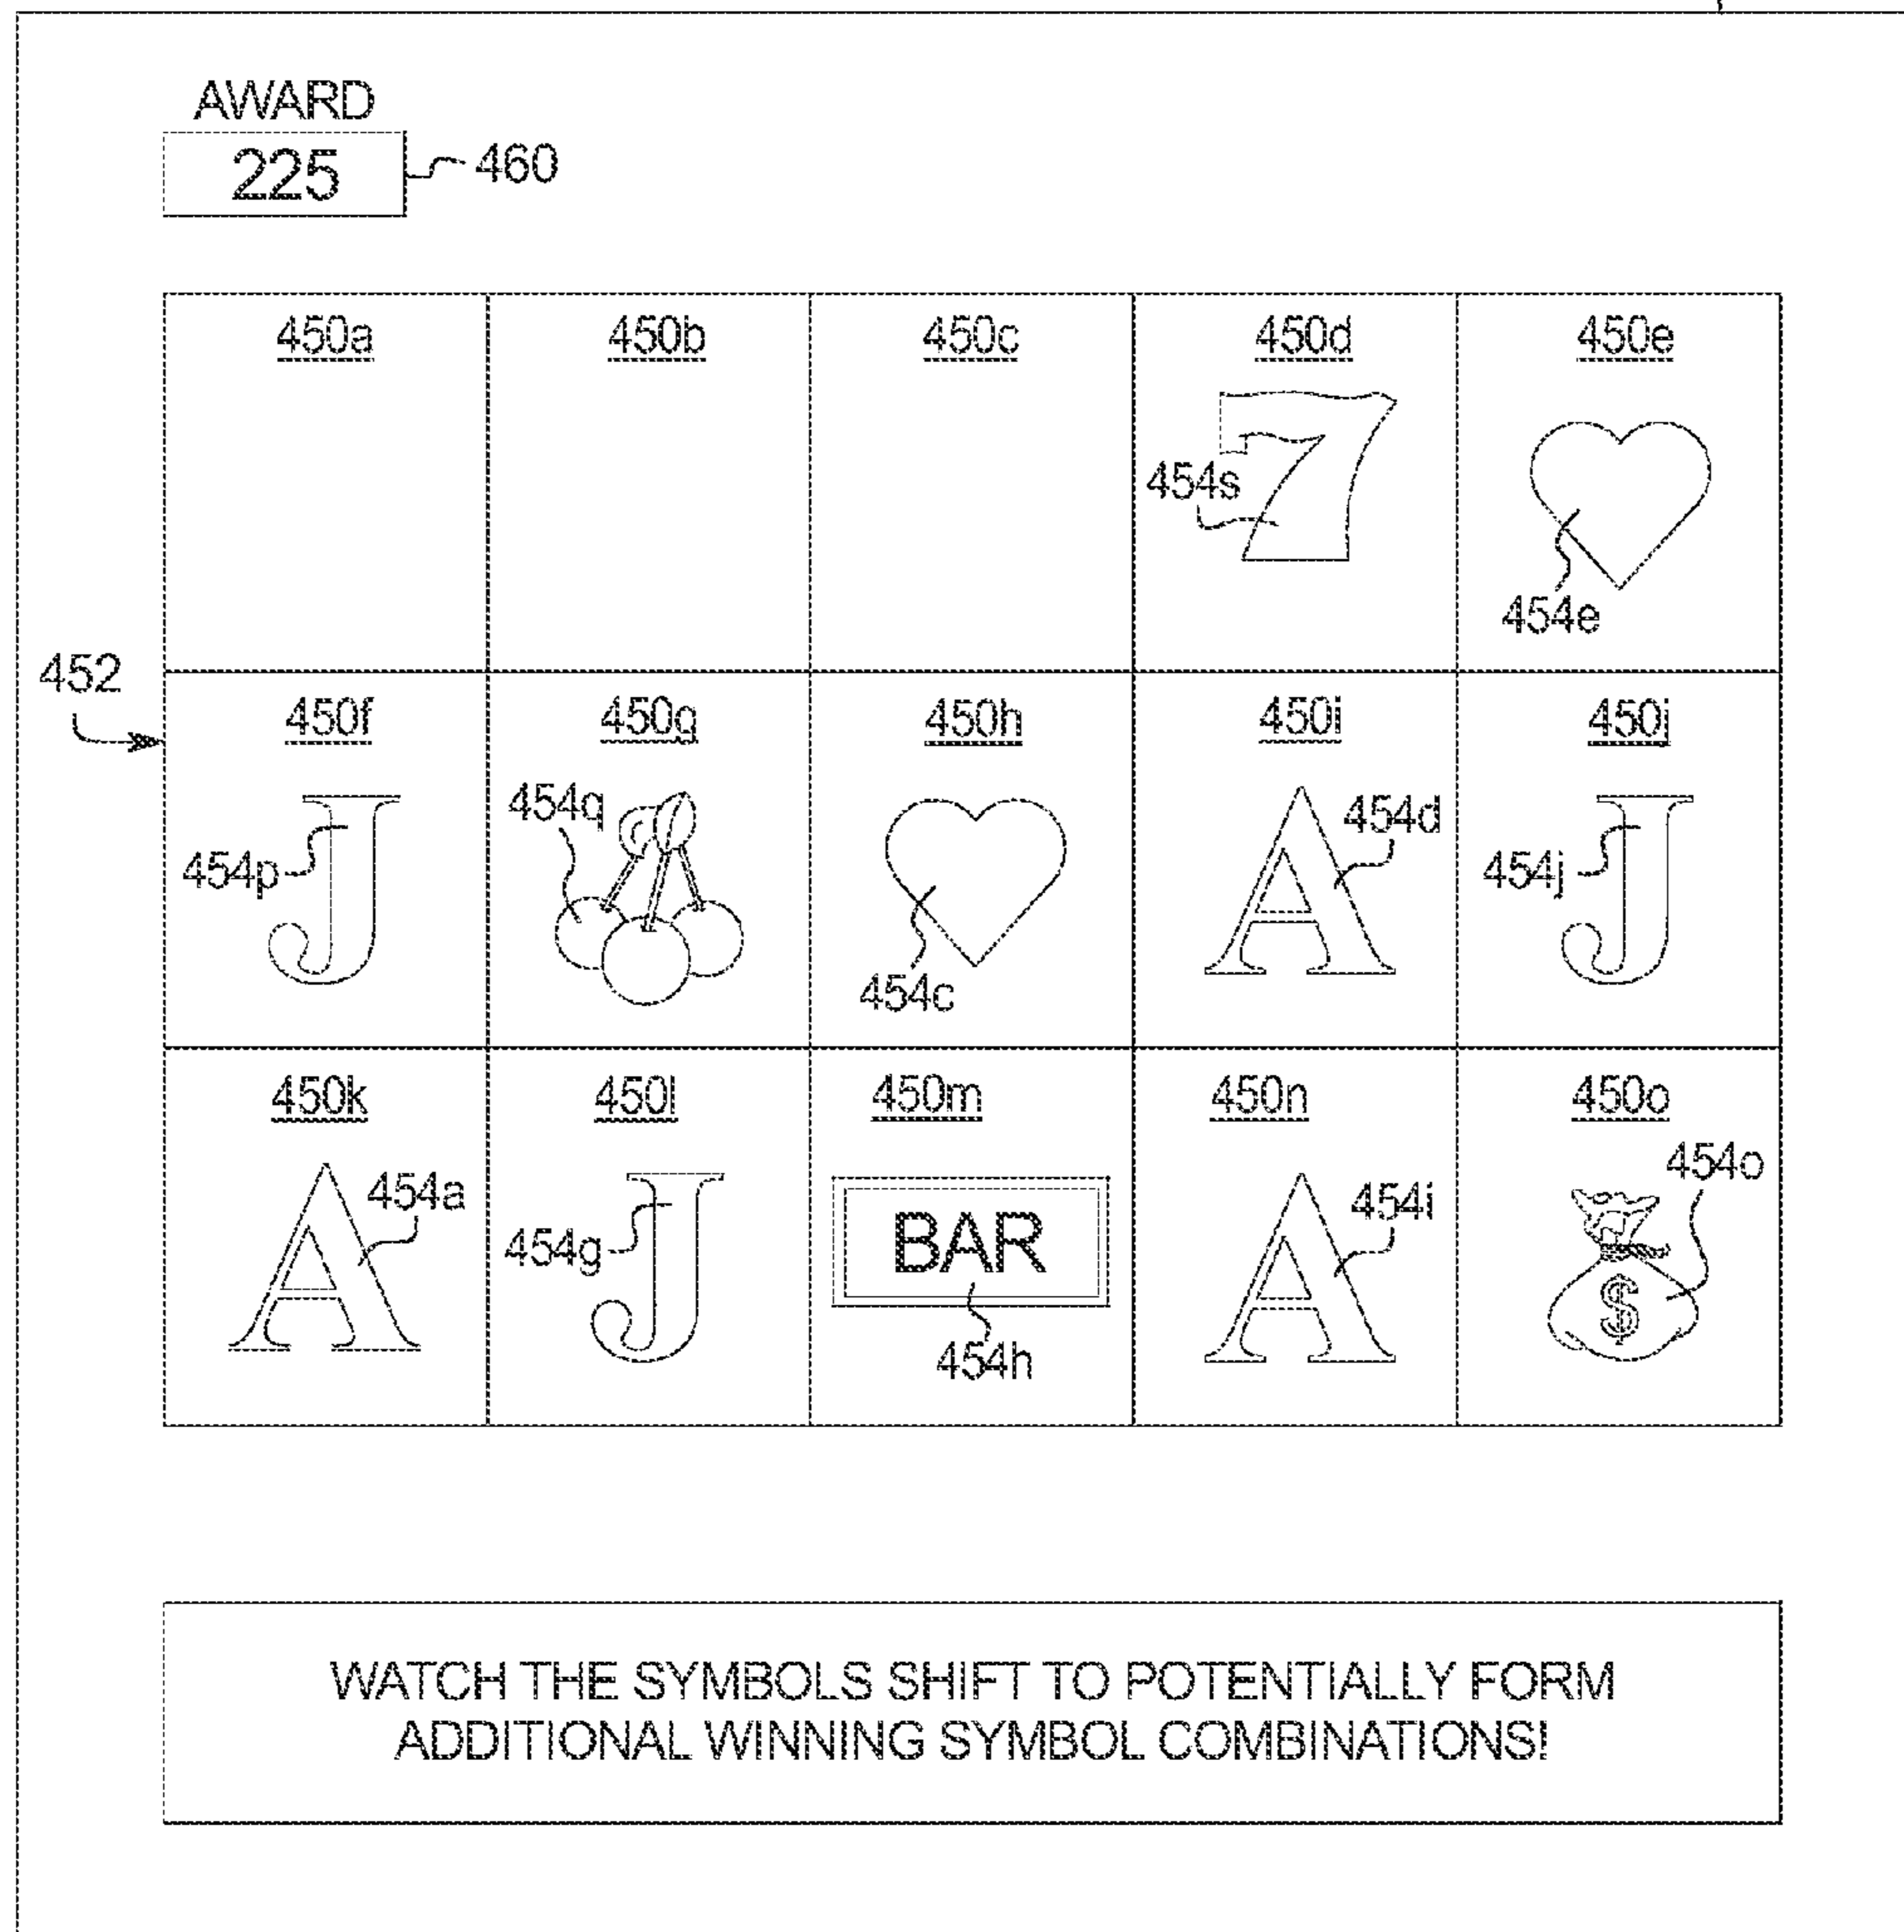 AWARD
225 460
450a 450b 450c 450d 450e
7
454s
454e
452
450f 450g 450h 450i 450j
J 454p
454q
454c
A 454d
J 454j
450k 450l 450m 450n 450o
A 454a
J 454g
BAR
454h
A 454i
454o
$
WATCH THE SYMBOLS SHIFT TO POTENTIALLY FORM
ADDITIONAL WINNING SYMBOL COMBINATIONS!